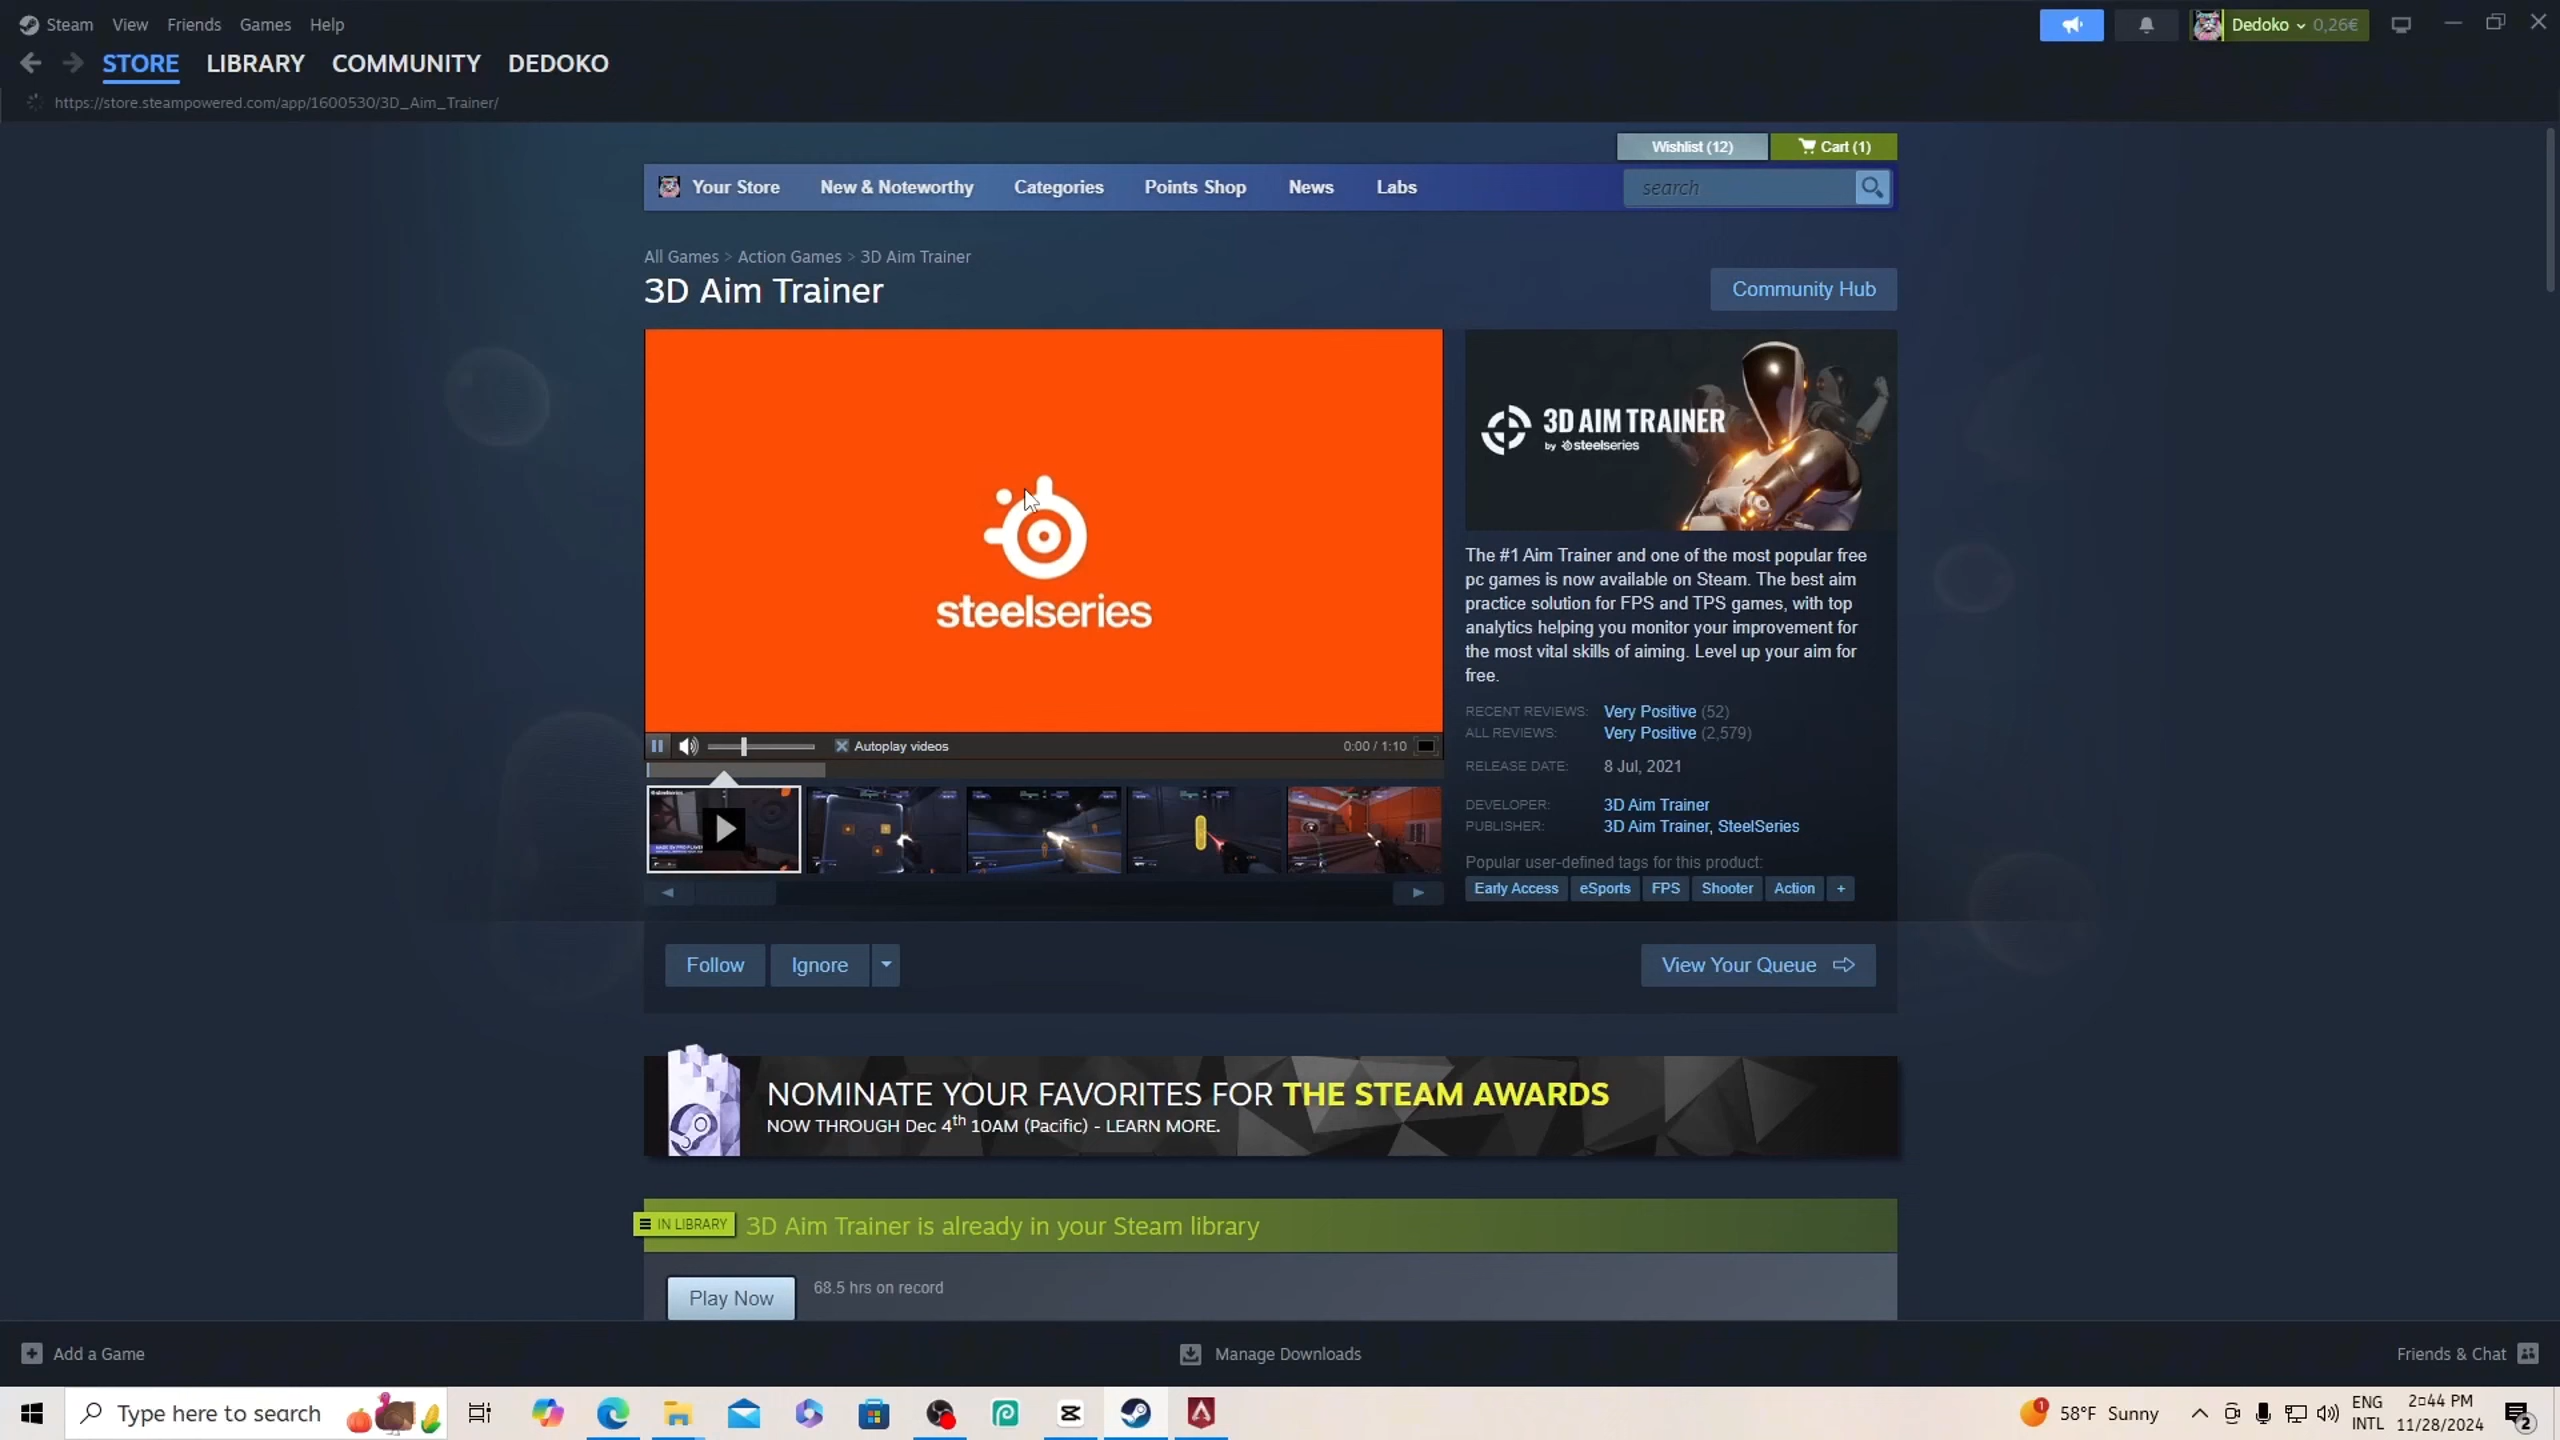 Steam View Friends Games Help
Dedoko 0,26€
STORE LIBRARY COMMUNITY DEDOKO
https://store.steampowered.com/app/1600530/3D_Aim_Trainer/
Wishlist (12) Cart (1)
Your Store New & Noteworthy Categories Points Shop News Labs search
All Games > Action Games > 3D Aim Trainer
3D Aim Trainer
Community Hub
steelseries
3D AIM TRAINER
by steelseries
The #1 Aim Trainer and one of the most popular free
pc games is now available on Steam. The best aim
practice solution for FPS and TPS games, with top
analytics helping you monitor your improvement for
the most vital skills of aiming. Level up your aim for
free.
RECENT REVIEWS: Very Positive (52)
ALL REVIEWS: Very Positive (2,579)
RELEASE DATE: 8 Jul, 2021
DEVELOPER: 3D Aim Trainer
PUBLISHER: 3D Aim Trainer, SteelSeries
Popular user-defined tags for this product:
Early Access eSports FPS Shooter Action +
Autoplay videos 0:00 / 1:10
Follow Ignore View Your Queue
NOMINATE YOUR FAVORITES FOR THE STEAM AWARDS
NOW THROUGH Dec 4th 10AM (Pacific) - LEARN MORE.
IN LIBRARY 3D Aim Trainer is already in your Steam library
Play Now 68.5 hrs on record
Add a Game Manage Downloads Friends & Chat
Type here to search
1 58°F Sunny
ENG
INTL
2:44 PM
11/28/2024
2